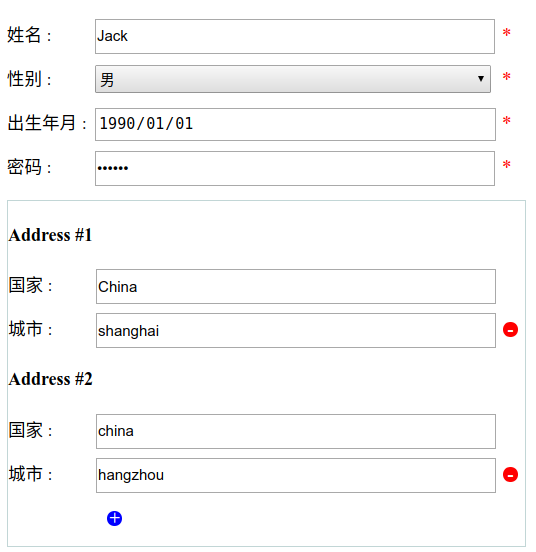 姓名： Jack *
性别： 男 *
出生年月： 1990/01/01 *
密码： •••••• *
Address #1
国家： China
城市： shanghai
Address #2
国家： china
城市： hangzhou